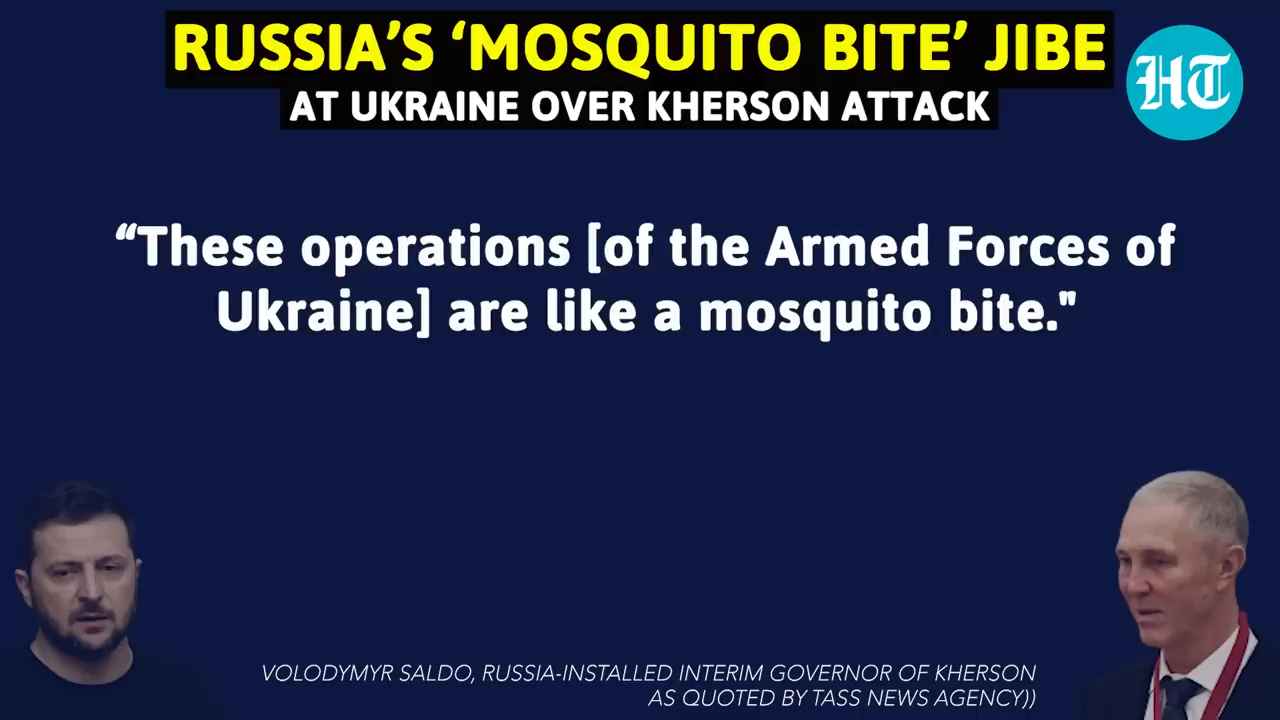 RUSSIA’S ‘MOSQUITO BITE’ JIBE
HT
AT UKRAINE OVER KHERSON ATTACK
“These operations [of the Armed Forces of
Ukraine] are like a mosquito bite."
VOLODYMYR SALDO, RUSSIA-INSTALLED INTERIM GOVERNOR OF KHERSON
AS QUOTED BY TASS NEWS AGENCY))